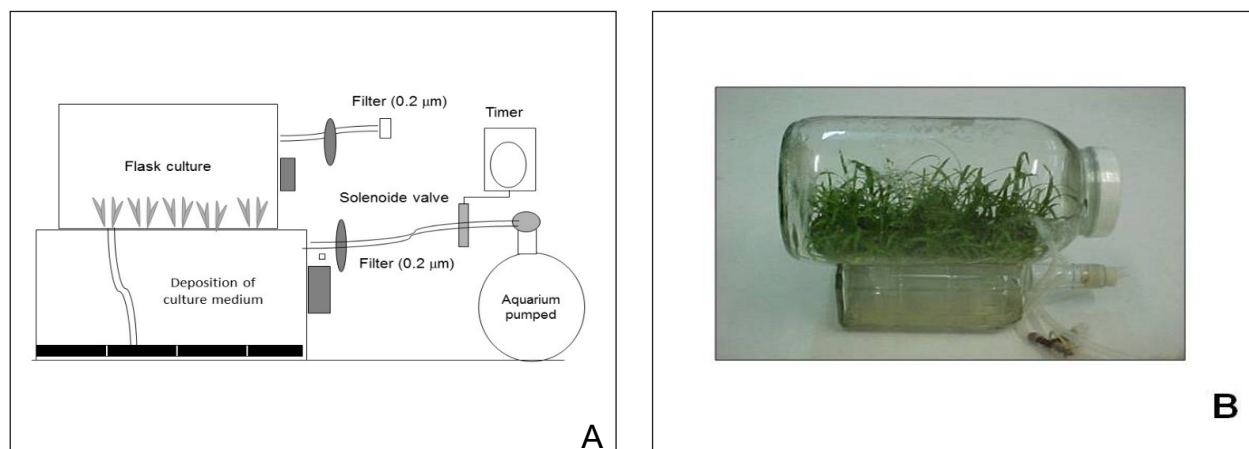 Filter (0.2 μm)
Timer
Flask culture
Solenoide valve
Filter (0.2 μm)
Deposition of
culture medium
Aquarium
pumped
A
B